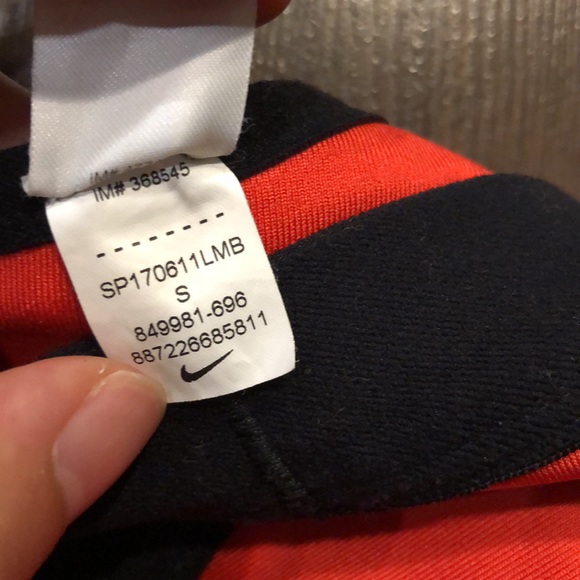 IM# 368545
--------
SP170611LMB
S
849981-696
887226685811